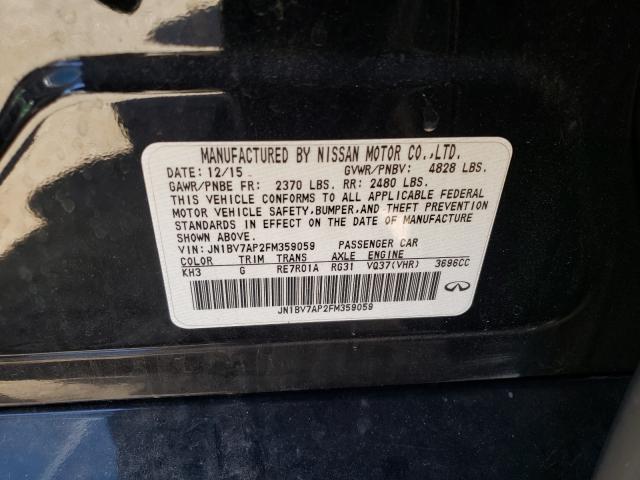 MANUFACTURED BY NISSAN MOTOR CO.,LTD.
DATE: 12/15 GVWR/PNBV: 4828 LBS.
GAWR/PNBE FR: 2370 LBS. RR: 2480 LBS.
THIS VEHICLE CONFORMS TO ALL APPLICABLE FEDERAL
MOTOR VEHICLE SAFETY,BUMPER,AND THEFT PREVENTION
STANDARDS IN EFFECT ON THE DATE OF MANUFACTURE
SHOWN ABOVE.
VIN: JN1BV7AP2FM359059 PASSENGER CAR
COLOR TRIM TRANS AXLE ENGINE
KH3 G RE7R01A RG31 VQ37(VHR) 3696CC
JN1BV7AP2FM359059
INFINITI